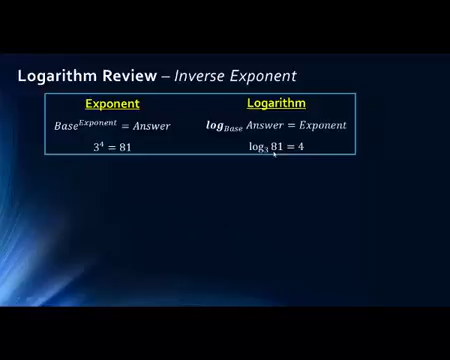 Logarithm Review – Inverse Exponent
Exponent
Base^Exponent = Answer
3^4 = 81
Logarithm
log_Base Answer = Exponent
log_3 81 = 4